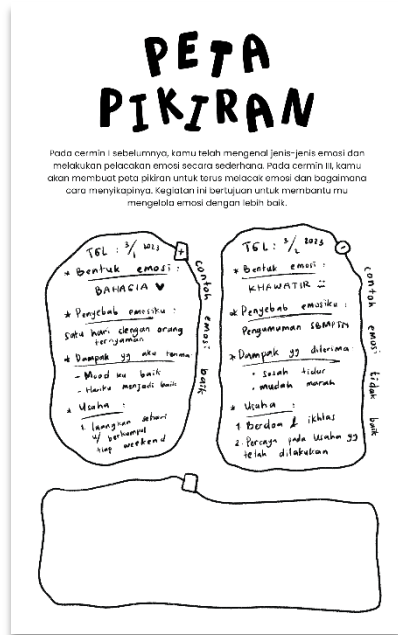 PETA
PIKIRAN
Pada cermin I sebelumnya, kamu telah mengenal jenis-jenis emosi dan
melakukan pelacakan emosi secara sederhana. Pada cermin III, kamu
akan membuat peta pikiran untuk terus melacak emosi dan bagaimana
cara menyikapinya. Kegiatan ini bertujuan untuk membantu mu
mengelola emosi dengan lebih baik.
TGL : 3/1 2023
+
* Bentuk emosi :
BAHAGIA ♥
* Penyebab emosiku :
Satu hari dengan orang
ternyaman
* Dampak yg aku terima
- Mood ku baik
- Hariku menjadi baik
* Usaha :
1. luangkan sehari
u/ berkumpul
tiap weekend
contoh emosi baik
TGL : 3/2 2023
-
* Bentuk emosi :
KHAWATIR
* Penyebab emosiku :
Pengumuman SBMPTN
* Dampak yg diterima
• susah tidur
• mudah marah
* Usaha :
1. Berdoa & ikhlas
2. Percaya pada usaha yg
telah dilakukan
contoh emosi tidak baik